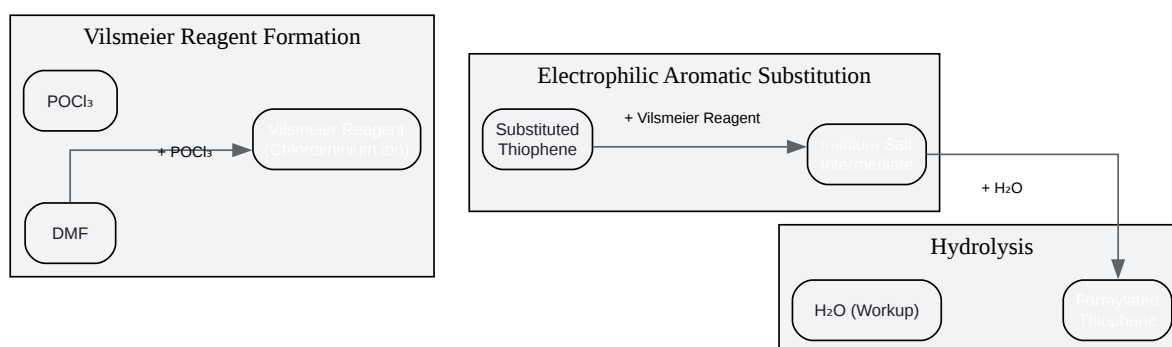 Vilsmeier Reagent Formation
POCl₃
Vilsmeier Reagent
(Chloroiminium ion)
+ POCl₃
DMF
Electrophilic Aromatic Substitution
Substituted
Thiophene
+ Vilsmeier Reagent
Iminium Salt
Intermediate
+ H₂O
Hydrolysis
H₂O (Workup)
Formylated
Thiophene